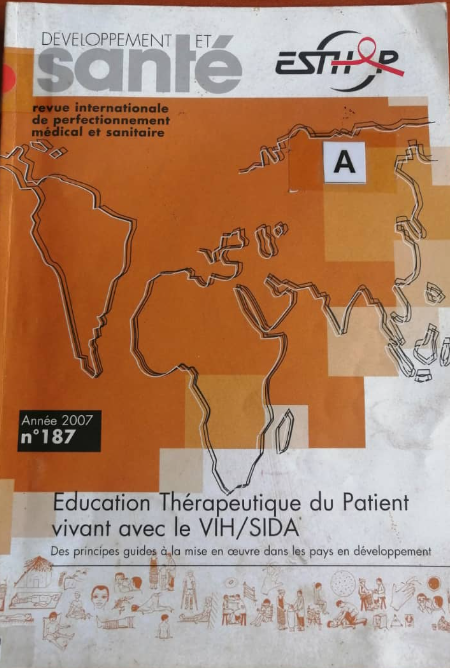 DEVELOPPEMENT ET
santé
ESTHER
revue internationale
de perfectionnement
médical et sanitaire
A
Année 2007
n°187
Education Thérapeutique du Patient
vivant avec le VIH/SIDA
Des principes guides à la mise en œuvre dans les pays en développement